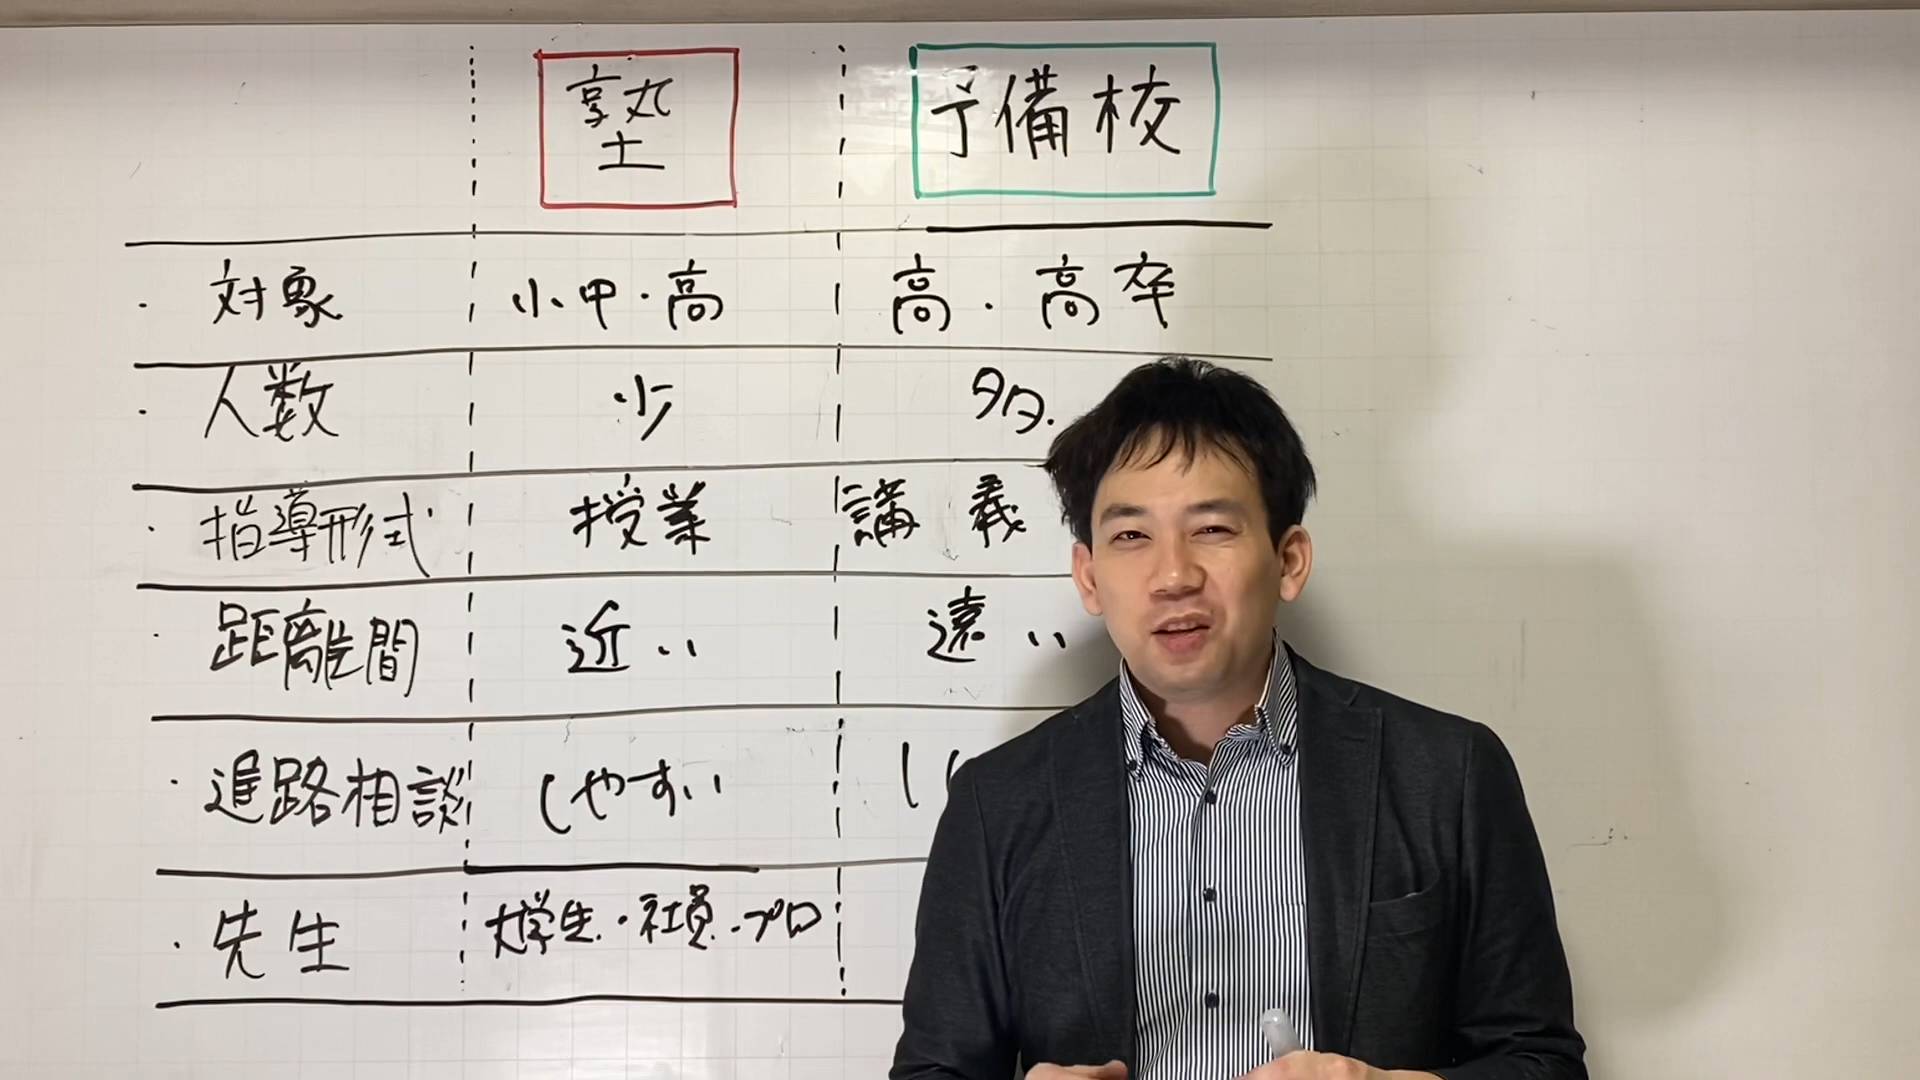 塾 予備校
・対象 小中・高 高・高卒
・人数 少 多
・指導形式 授業 講義
・距離間 近い 遠い
・進路相談 しやすい し
・先生 大学生・社員・プロ